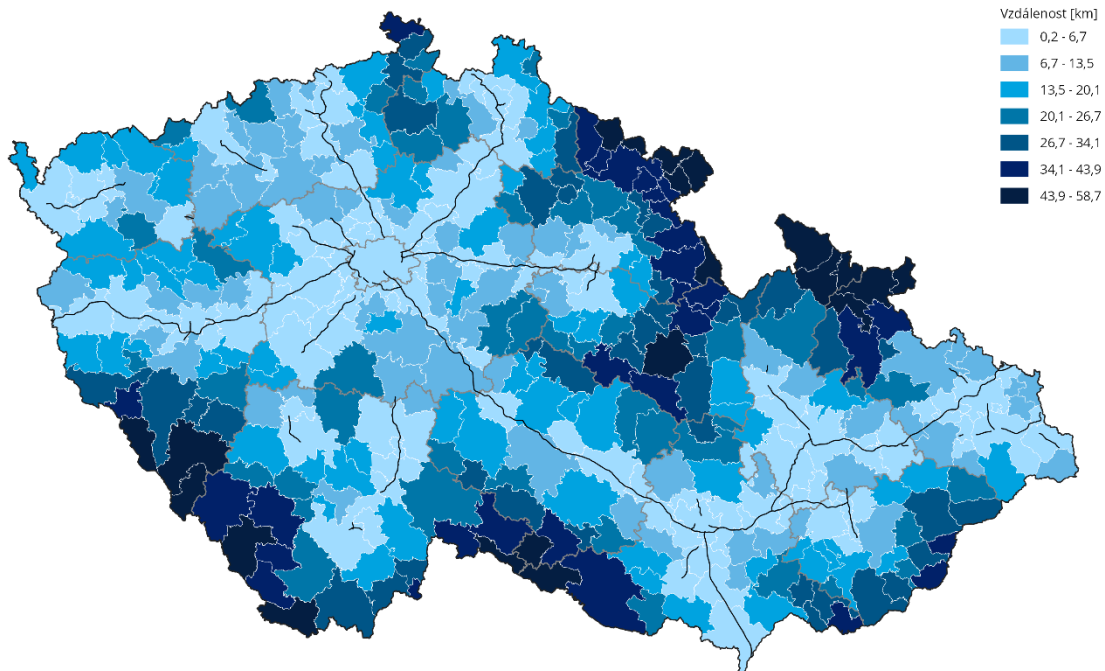 Vzdálenost [km]
0,2 - 6,7
6,7 - 13,5
13,5 - 20,1
20,1 - 26,7
26,7 - 34,1
34,1 - 43,9
43,9 - 58,7